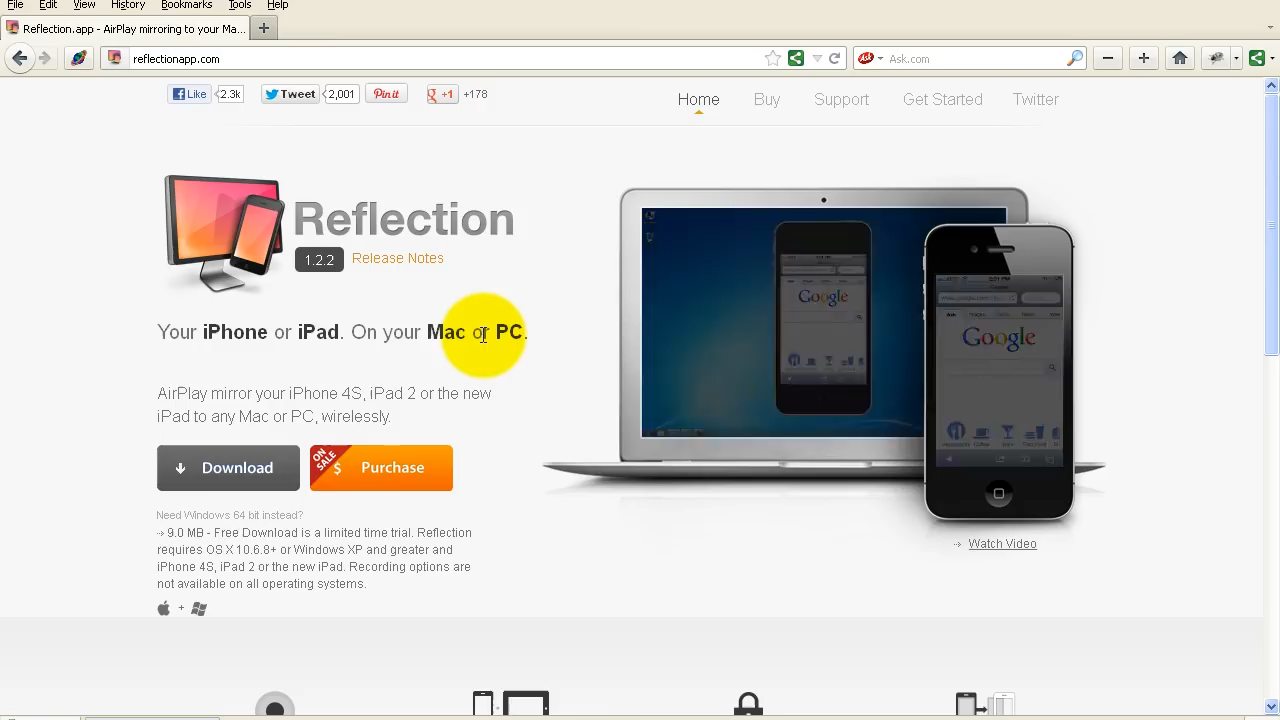 File Edit View History Bookmarks Tools Help
Reflection.app - AirPlay mirroring to your Ma...
reflectionapp.com
Ask.com
Like 2.3k Tweet 2,001 Pin it +1 +178
Home Buy Support Get Started Twitter
Reflection
1.2.2 Release Notes
Your iPhone or iPad. On your Mac or PC.
AirPlay mirror your iPhone 4S, iPad 2 or the new
iPad to any Mac or PC, wirelessly.
Download
ON SALE $ Purchase
Need Windows 64 bit instead?
9.0 MB - Free Download is a limited time trial. Reflection
requires OS X 10.6.8+ or Windows XP and greater and
iPhone 4S, iPad 2 or the new iPad. Recording options are
not available on all operating systems.
Google
Google
Watch Video